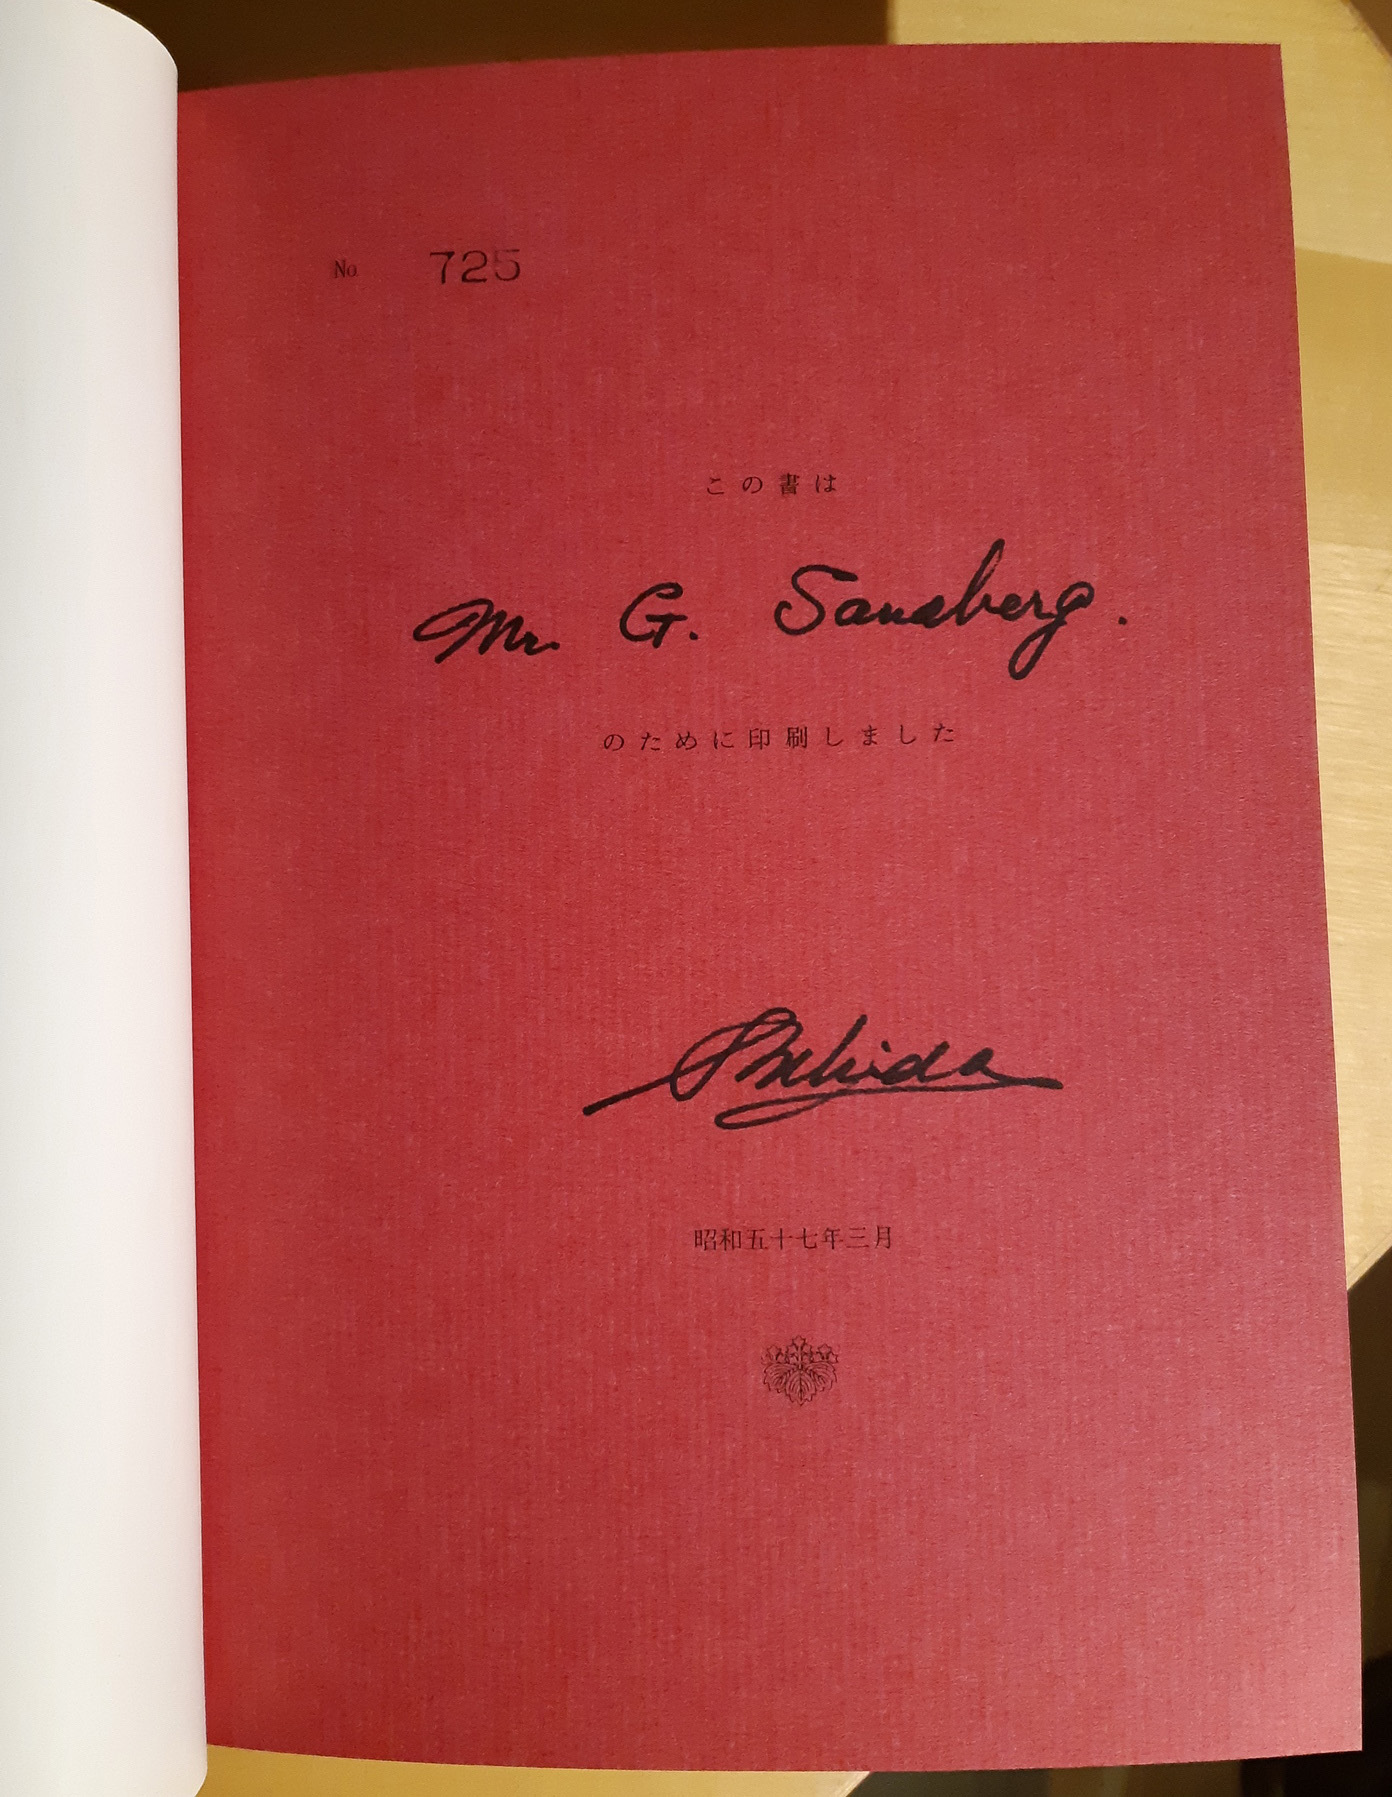 No. 725
この書は
Mr. G. Sandberg.
のために印刷しました
昭和五十七年三月